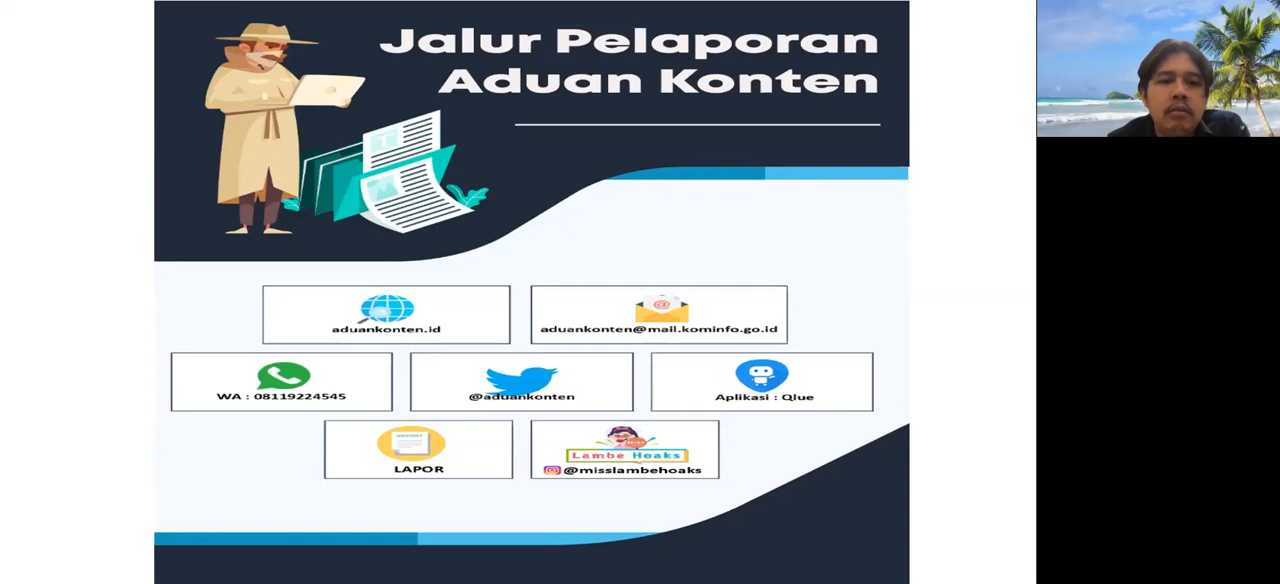 Jalur Pelaporan
Aduan Konten
aduankonten.id
aduankonten@mail.kominfo.go.id
WA : 08119224545
@aduankonten
Aplikasi : Qlue
REPORT
LAPOR
Lambe Hoaks
@misslambehoaks